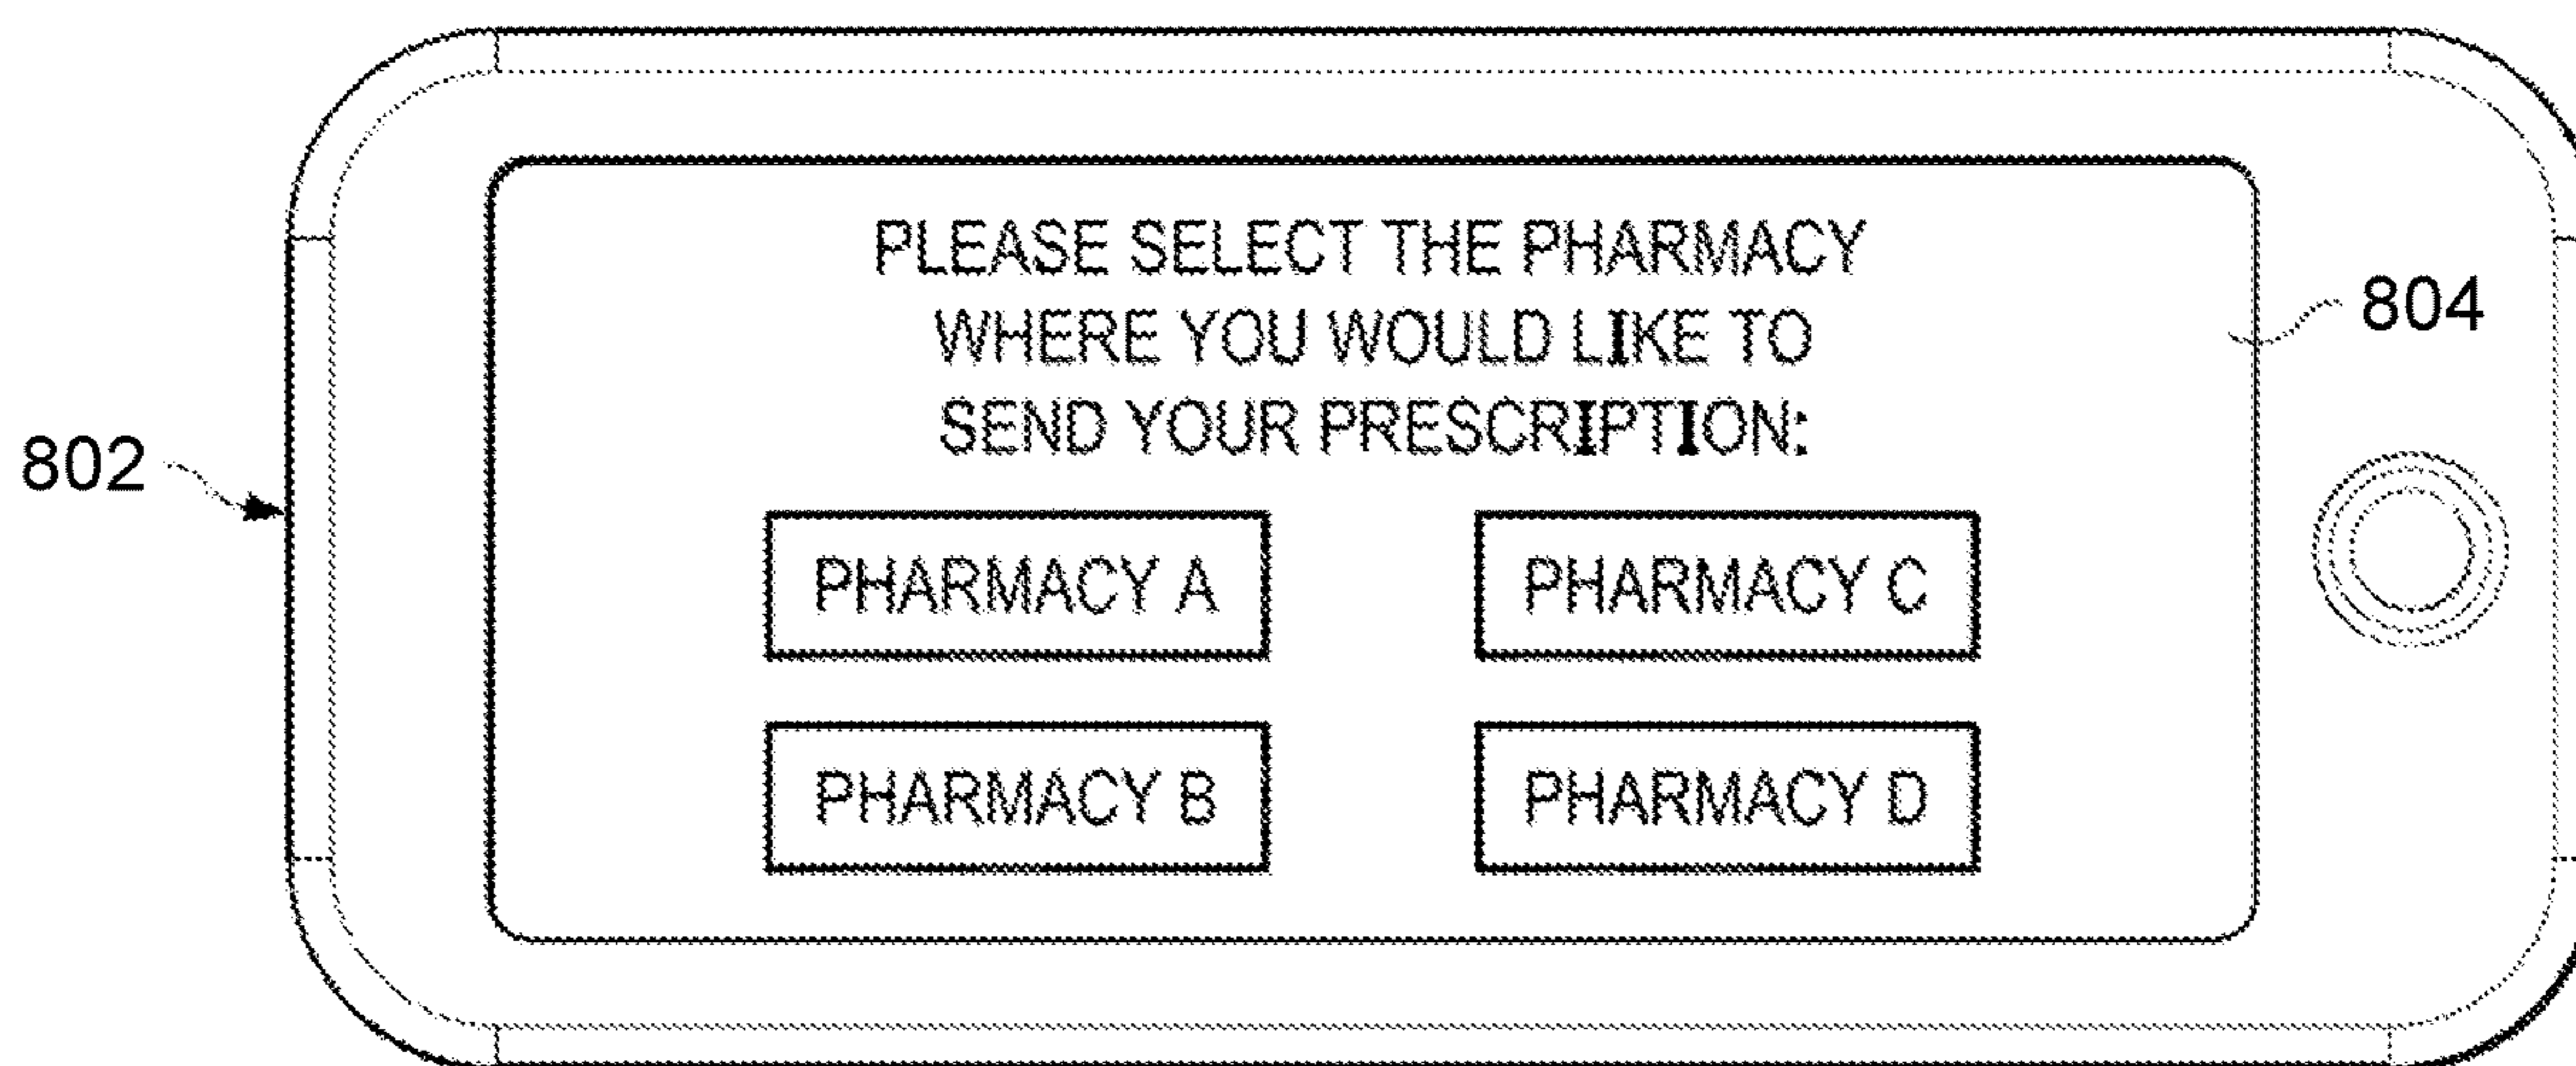 PLEASE SELECT THE PHARMACY
WHERE YOU WOULD LIKE TO
SEND YOUR PRESCRIPTION:
804
802
PHARMACY A
PHARMACY C
PHARMACY B
PHARMACY D